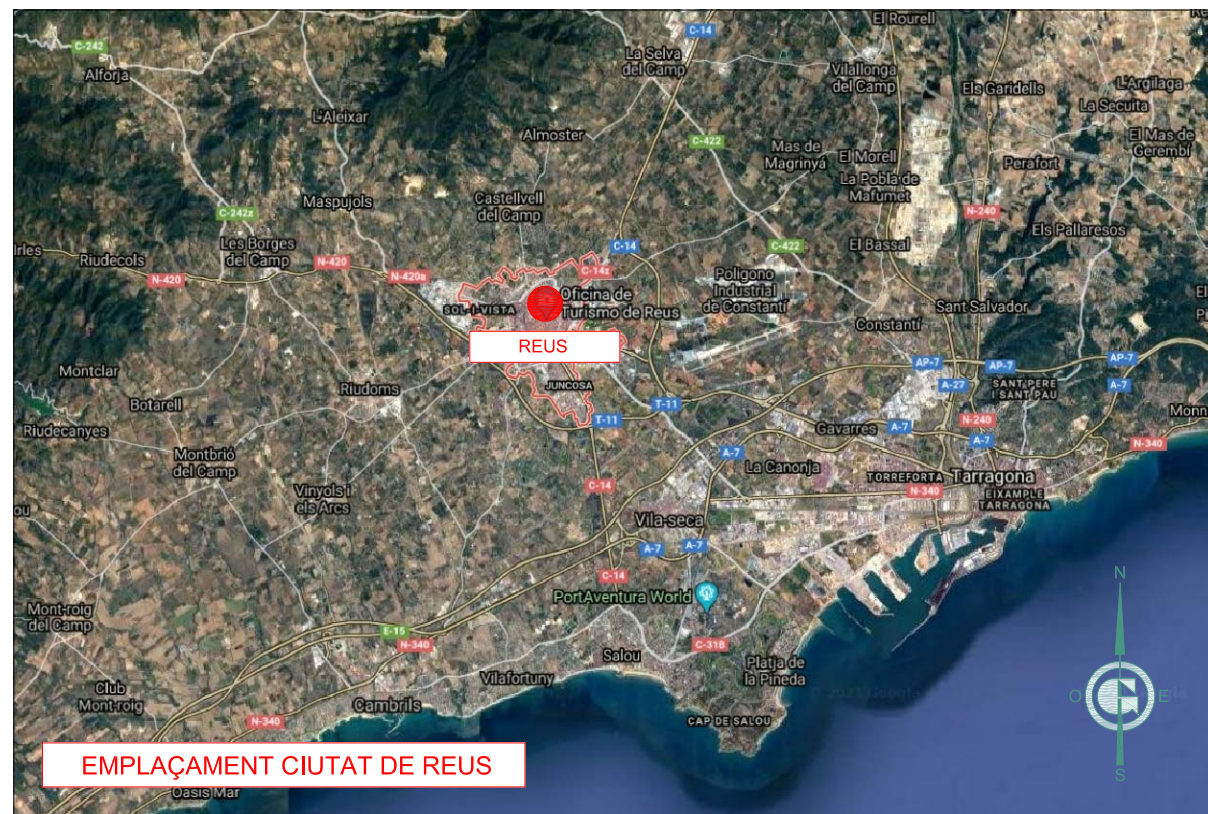 El Rourell
C-14
C-242
La Selva
del Camp
Alforja
Vilallonga
del Camp
Els Garidells
L'Argilaga
La Secuita
L'Aleixar
Almoster
C-422
Mas de
Magrinyá
El Morell
Perafort
El Mas de
Gerembí
La Pobla de
Mafumet
Maspujols
Castellvell
del Camp
C-242z
N-240
Els Pallaresos
Irles
Riudecols
Les Borges
del Camp
C-14
C-422
El Bassal
N-420
N-420
N-420a
C-14z
Poligono
Industrial
de Constantí
SOL-I-VISTA
Oficina de
Turismo de Reus
Sant Salvador
Constantí
REUS
Montclar
AP-7
AP-7
AP-7
A-27
A-7
SANT PERE
I SANT PAU
Riudoms
JUNCOSA
Botarell
T-11
T-11
N-240
Monn
Riudecanyes
Gavarres
A-7
A-7
N-340
Montbrió
del Camp
A-7
La Canonja
TORREFORTA
Tarragona
C-14
N-340
EIXAMPLE
TARRAGONA
Vinyols i
els Arcs
ou
Vila-seca
A-7
A-7
C-14
PortAventura World
N
Mont-roig
del Camp
E-15
N-340
C-31B
Salou
Platja de
la Pineda
Vilafortuny
Club
Mont-roig
Cambrils
O
E
N-340
CAP DE SALOU
EMPLAÇAMENT CIUTAT DE REUS
S
Oasis Mar